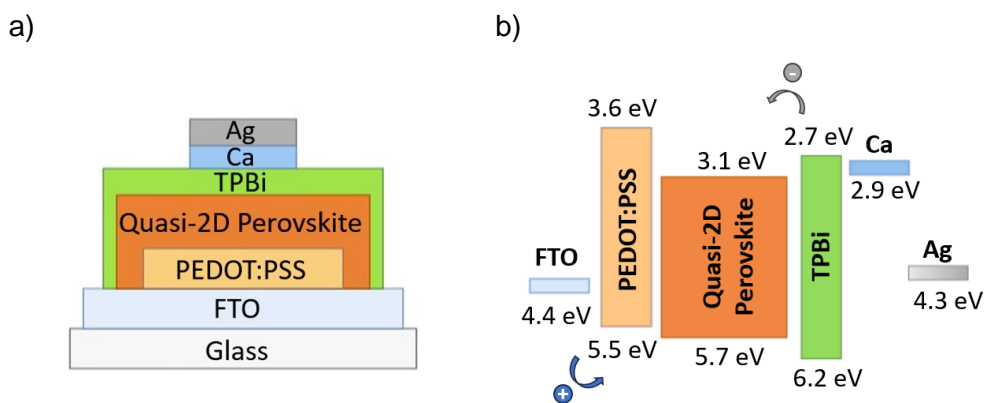 a)
Ag
Ca
TPBi
Quasi-2D Perovskite
PEDOT:PSS
FTO
Glass
b)
-
3.6 eV
2.7 eV
3.1 eV
Ca
2.9 eV
PEDOT:PSS
Quasi-2D
Perovskite
TPBi
FTO
4.4 eV
Ag
4.3 eV
5.5 eV
5.7 eV
6.2 eV
+